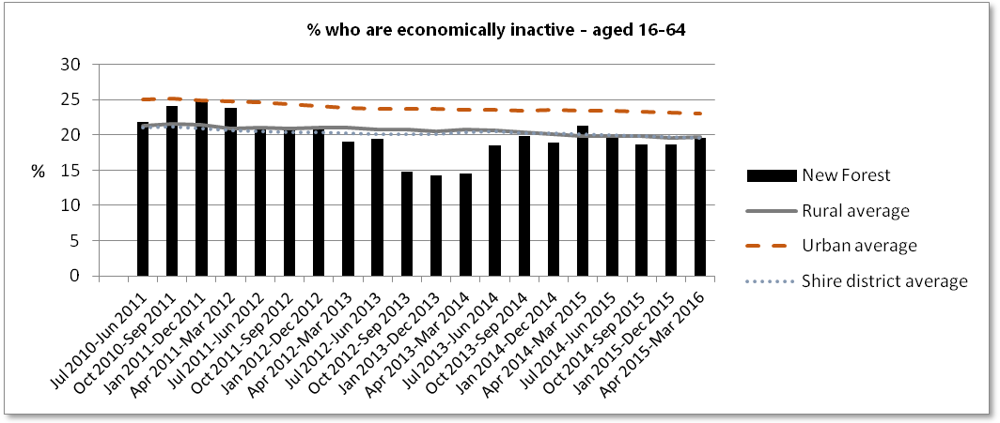 % who are economically inactive - aged 16-64
30
25
20
15
10
5
0
%
Jul 2010-Jun 2011
Oct 2010-Sep 2011
Jan 2011-Dec 2011
Apr 2011-Mar 2012
Jul 2011-Jun 2012
Oct 2011-Sep 2012
Jan 2012-Dec 2012
Apr 2012-Mar 2013
Jul 2012-Jun 2013
Oct 2012-Sep 2013
Jan 2013-Dec 2013
Apr 2013-Mar 2014
Jul 2013-Jun 2014
Oct 2013-Sep 2014
Jan 2014-Dec 2014
Apr 2014-Mar 2015
Jul 2014-Jun 2015
Oct 2014-Sep 2015
Jan 2015-Dec 2015
Apr 2015-Mar 2016
New Forest
Rural average
Urban average
Shire district average